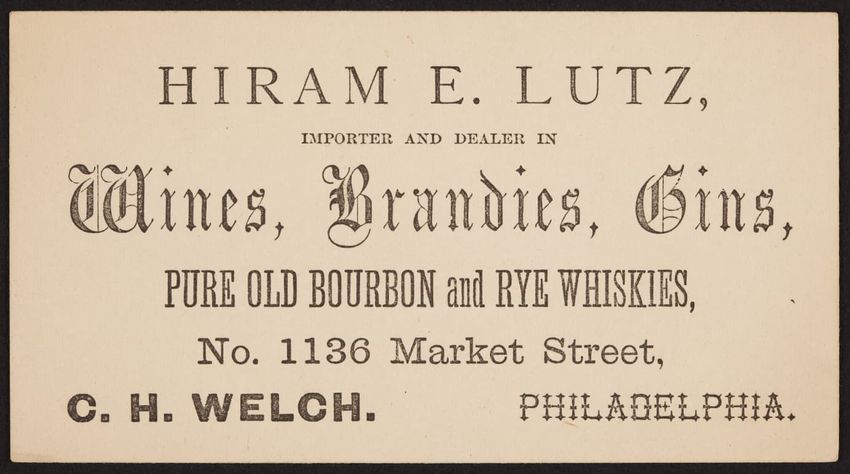 HIRAM E. LUTZ,
IMPORTER AND DEALER IN
Wines, Brandies, Gins,
PURE OLD BOURBON and RYE WHISKIES,
No. 1136 Market Street,
C. H. WELCH. PHILADELPHIA.